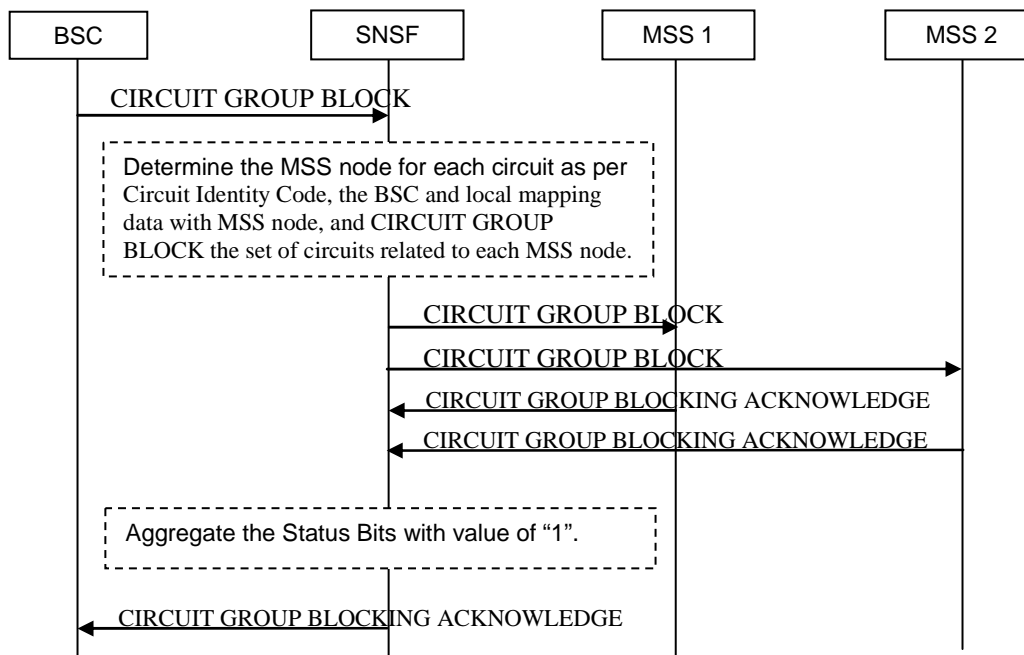 BSC
SNSF
MSS 1
MSS 2
CIRCUIT GROUP BLOCK
Determine the MSS node for each circuit as per
Circuit Identity Code, the BSC and local mapping
data with MSS node, and CIRCUIT GROUP
BLOCK the set of circuits related to each MSS node.
CIRCUIT GROUP BLOCK
CIRCUIT GROUP BLOCK
CIRCUIT GROUP BLOCKING ACKNOWLEDGE
CIRCUIT GROUP BLOCKING ACKNOWLEDGE
Aggregate the Status Bits with value of “1”.
CIRCUIT GROUP BLOCKING ACKNOWLEDGE